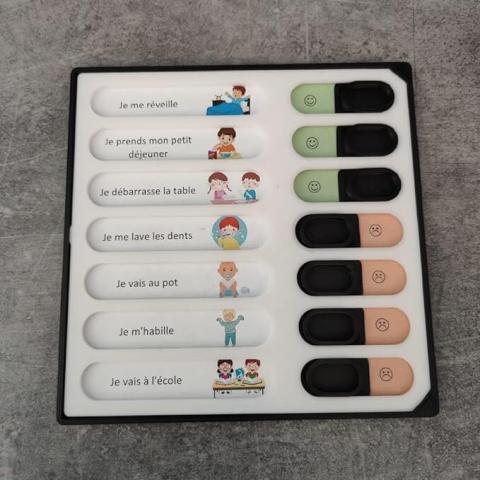 Je me réveille
Je prends mon petit
déjeuner
Je débarrasse la table
Je me lave les dents
Je vais au pot
Je m'habille
Je vais à l'école